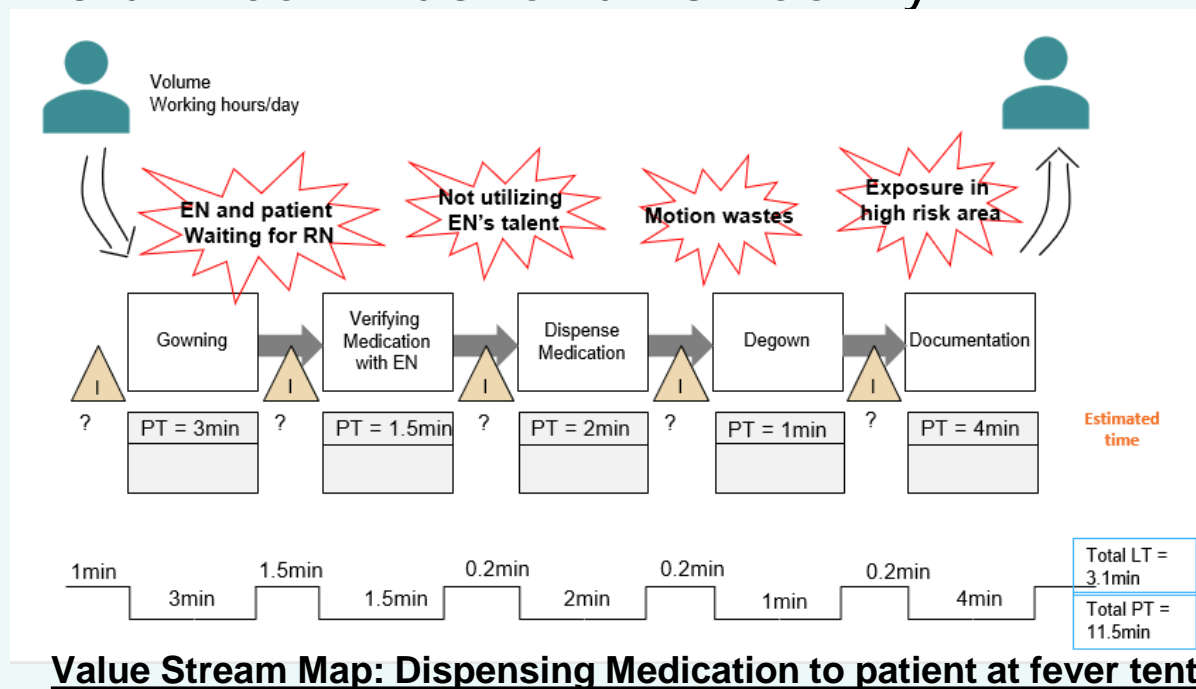 Volume
Working hours/day
EN and patient
Waiting for RN
Not utilizing
EN's talent
Motion wastes
Exposure in
high risk area
Gowning
Verifying
Medication
with EN
Dispense
Medication
Degown
Documentation
I
I
I
I
I
?
?
?
?
?
PT = 3min
PT = 1.5min
PT = 2min
PT = 1min
PT = 4min
Estimated
time
1min
3min
1.5min
1.5min
0.2min
2min
0.2min
1min
0.2min
4min
Total LT =
3.1min
Total PT =
11.5min
Value Stream Map: Dispensing Medication to patient at fever tent